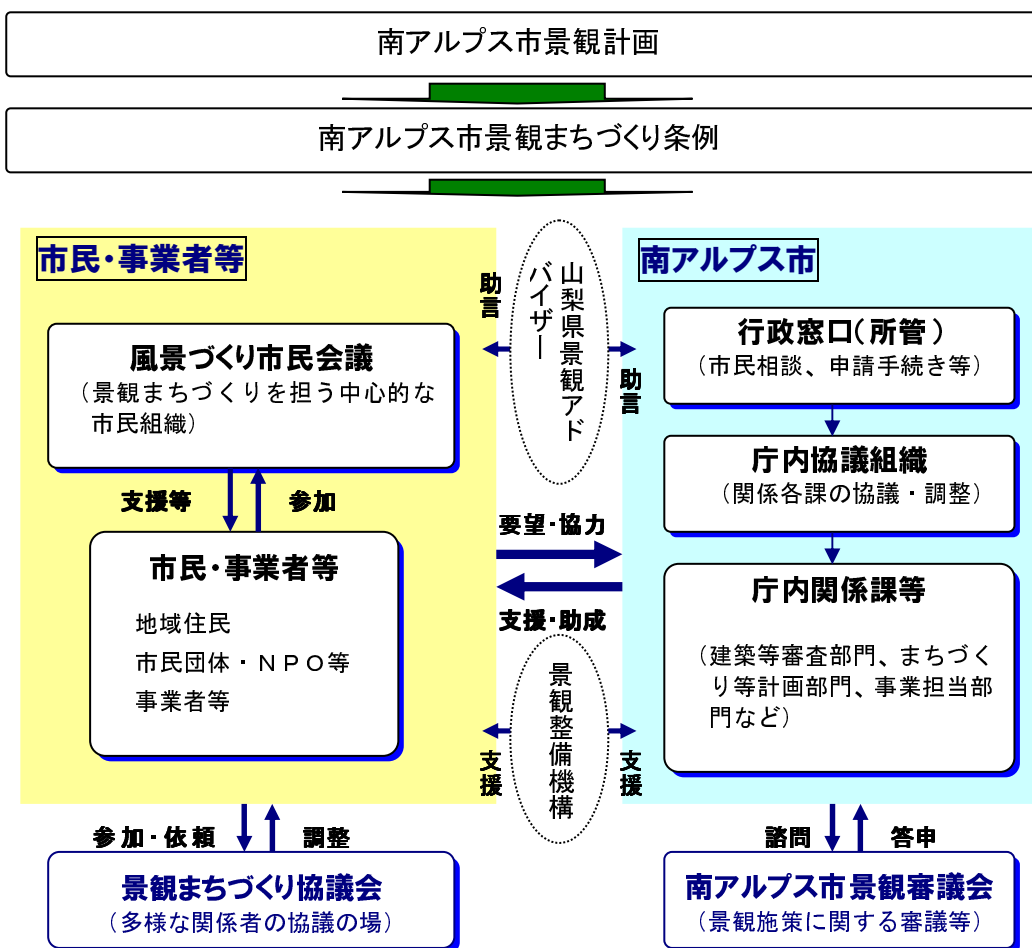 南アルプス市景観計画
南アルプス市景観まちづくり条例
市民・事業者等
風景づくり市民会議
（景観まちづくりを担う中心的な
市民組織）
支援等
参加
市民・事業者等
地域住民
市民団体・ＮＰＯ等
事業者等
助言
山梨県景観アド
バイザー
助言
要望・協力
支援・助成
支援
景観整備機構
支援
南アルプス市
行政窓口（所管）
（市民相談、申請手続き等）
庁内協議組織
（関係各課の協議・調整）
庁内関係課等
（建築等審査部門、まちづく
り等計画部門、事業担当部
門など）
参加・依頼
調整
景観まちづくり協議会
（多様な関係者の協議の場）
諮問
答申
南アルプス市景観審議会
（景観施策に関する審議等）